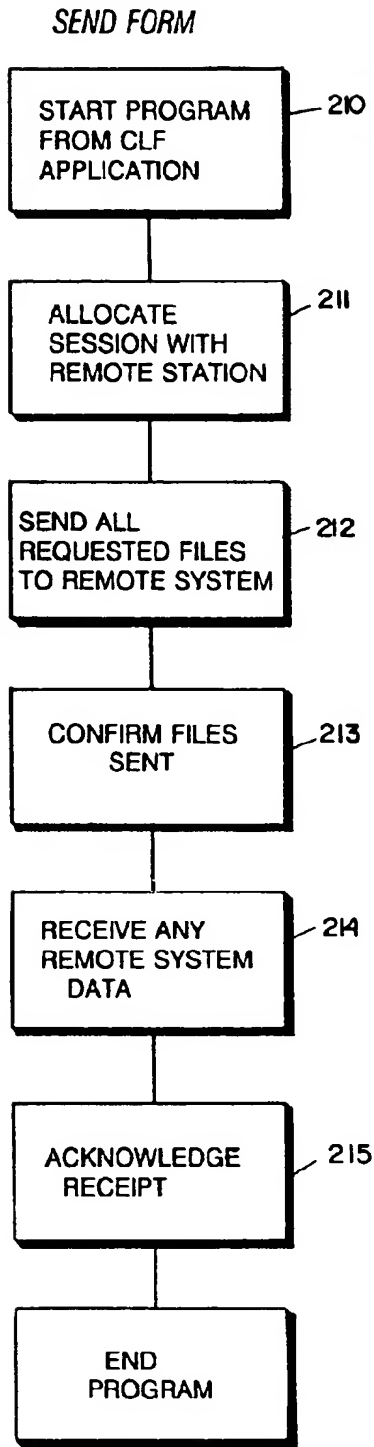 SEND FORM
START PROGRAM
FROM CLF
APPLICATION
210
ALLOCATE
SESSION WITH
REMOTE STATION
211
SEND ALL
REQUESTED FILES
TO REMOTE SYSTEM
212
CONFIRM FILES
SENT
213
RECEIVE ANY
REMOTE SYSTEM
DATA
214
ACKNOWLEDGE
RECEIPT
215
END
PROGRAM